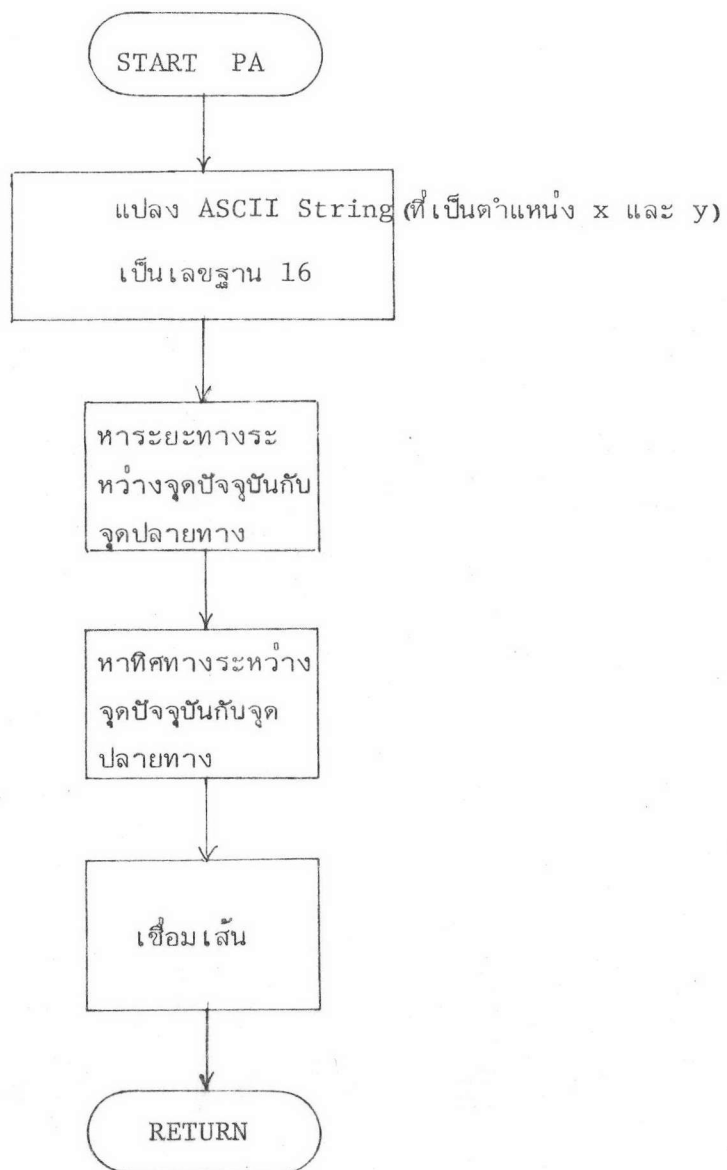 START PA
แปลง ASCII String (ที่เป็นตำแหน่ง x และ y)
เป็นเลขฐาน 16
หาระยะทางระ
หว่างจุดปัจจุบันกับ
จุดปลายทาง
หาทิศทางระหว่าง
จุดปัจจุบันกับจุด
ปลายทาง
เชื่อมเส้น
RETURN